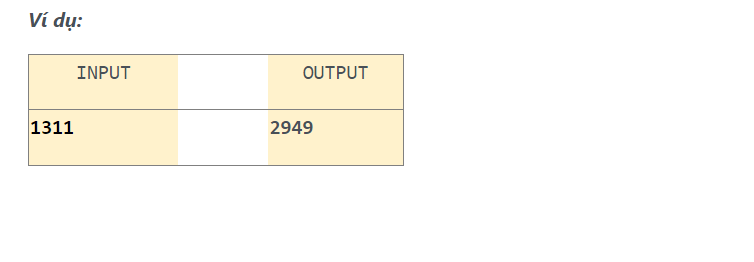 Ví dụ:
INPUT OUTPUT
1311 2949